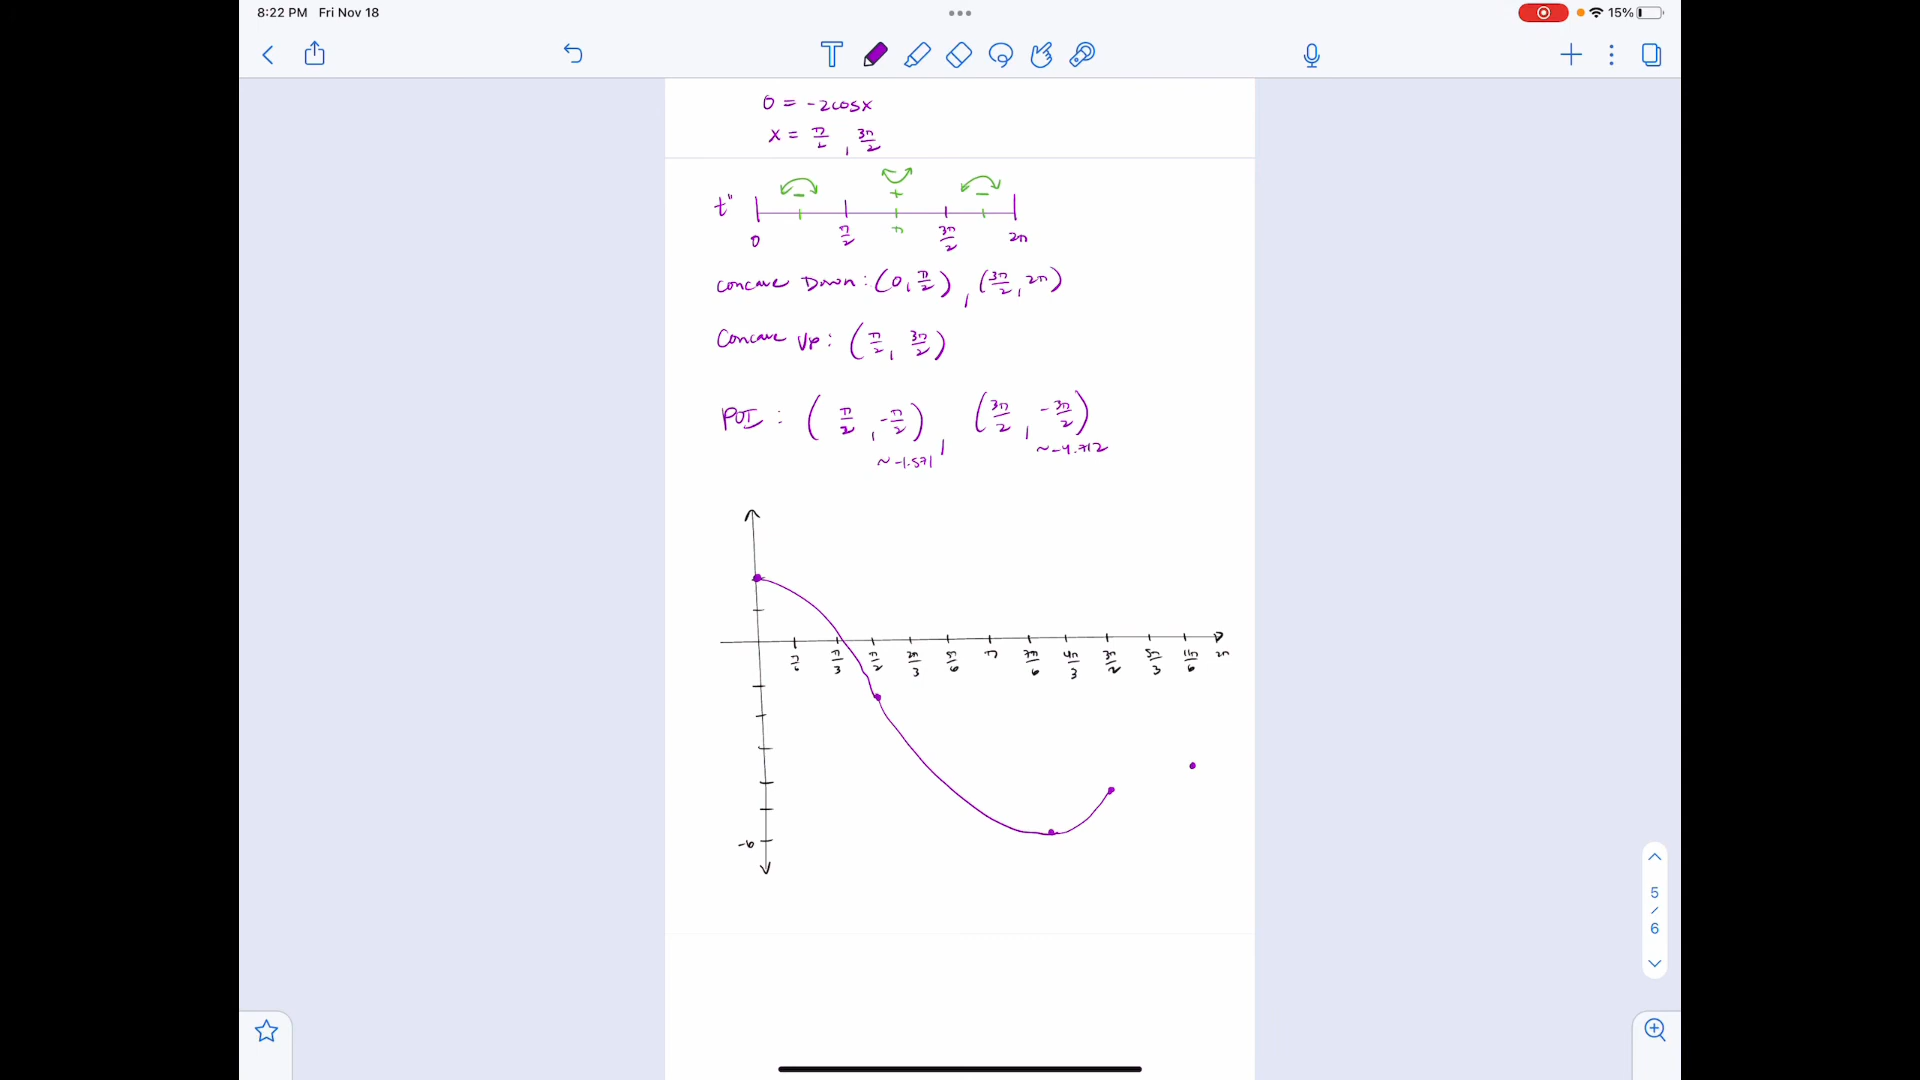 8:22 PM Fri Nov 18
15%
T
0 = -2cosx
x = π/2, 3π/2
t"
- + -
0 π/2 π 3π/2 2π
Concave Down: (0, π/2), (3π/2, 2π)
Concave Up: (π/2, 3π/2)
POI: (π/2, -π/2), (3π/2, -3π/2)
~-1.571 ~-4.712
π/6 π/3 π/2 2π/3 5π/6 π 7π/6 4π/3 3π/2 5π/3 11π/6 2π
-6
5
/
6